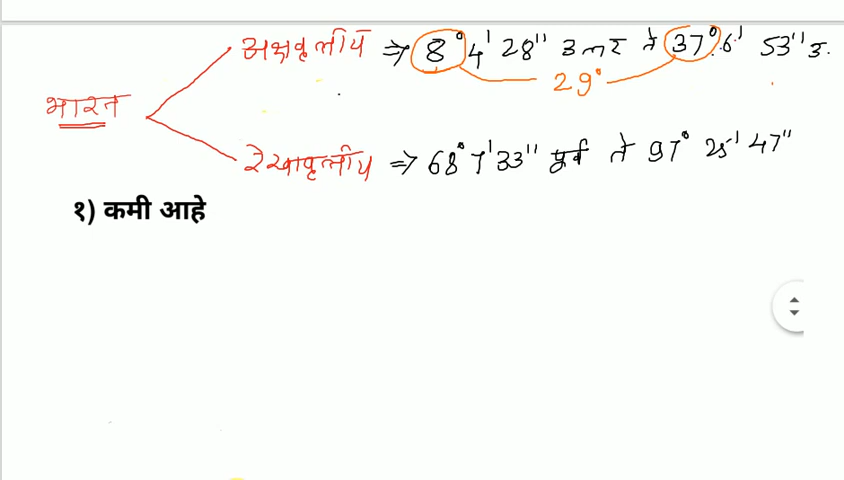 अक्षवृत्तीय ⇒ 8°4' 28" उत्तर ते 37°.6' 53" उ.
29°
भारत
रेखावृत्तीय ⇒ 68° 7' 33" पूर्व ते 97° 25' 47"
१) कमी आहे